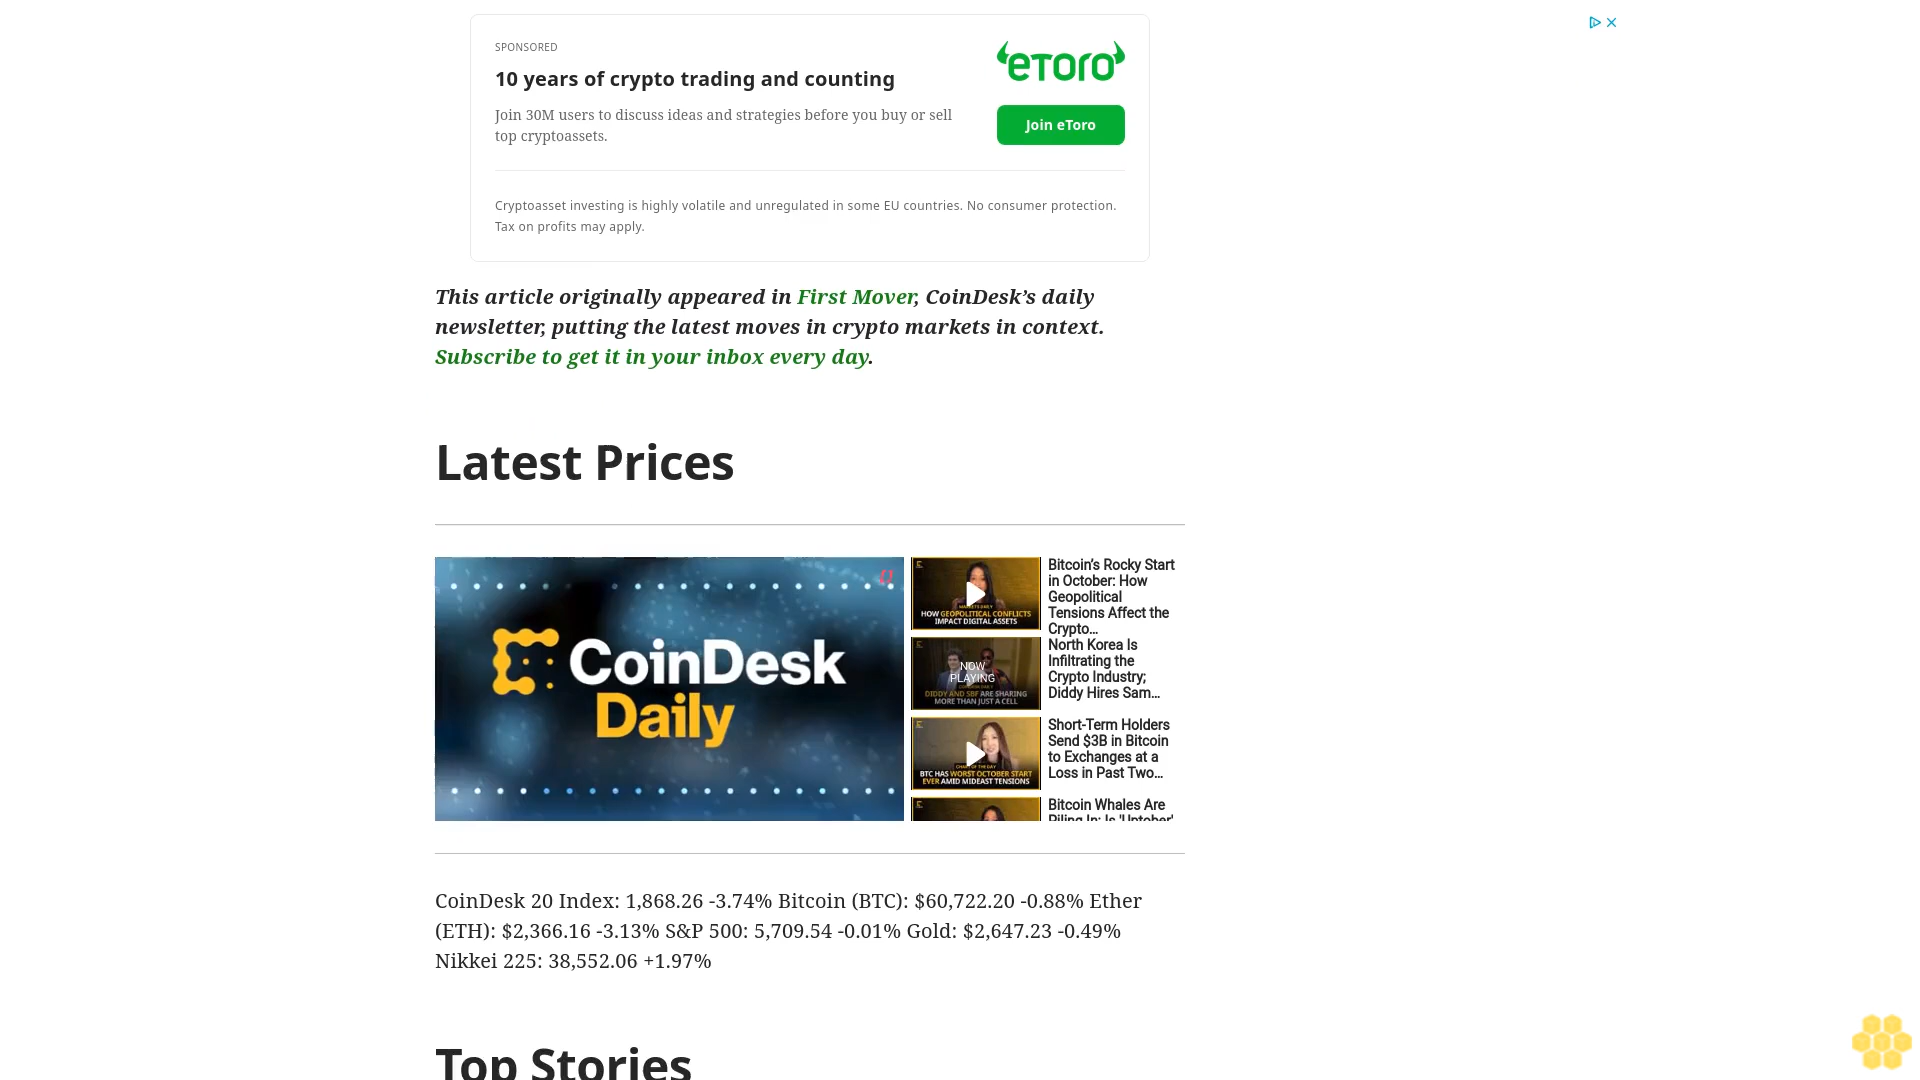 SPONSORED
10 years of crypto trading and counting
Join 30M users to discuss ideas and strategies before you buy or sell
top cryptoassets.
eToro
Join eToro
Cryptoasset investing is highly volatile and unregulated in some EU countries. No consumer protection.
Tax on profits may apply.
This article originally appeared in First Mover, CoinDesk’s daily
newsletter, putting the latest moves in crypto markets in context.
Subscribe to get it in your inbox every day.
Latest Prices
CoinDesk
Daily
MARKETS DAILY
HOW GEOPOLITICAL CONFLICTS
IMPACT DIGITAL ASSETS
Bitcoin’s Rocky Start
in October: How
Geopolitical
Tensions Affect the
Crypto...
NOW
PLAYING
COINDESK DAILY
DIDDY AND SBF ARE SHARING
MORE THAN JUST A CELL
North Korea Is
Infiltrating the
Crypto Industry;
Diddy Hires Sam...
CHART OF THE DAY
BTC HAS WORST OCTOBER START
EVER AMID MIDEAST TENSIONS
Short-Term Holders
Send $3B in Bitcoin
to Exchanges at a
Loss in Past Two...
Bitcoin Whales Are
Piling In: Is 'Uptober'
CoinDesk 20 Index: 1,868.26 -3.74% Bitcoin (BTC): $60,722.20 -0.88% Ether
(ETH): $2,366.16 -3.13% S&P 500: 5,709.54 -0.01% Gold: $2,647.23 -0.49%
Nikkei 225: 38,552.06 +1.97%
Top Stories